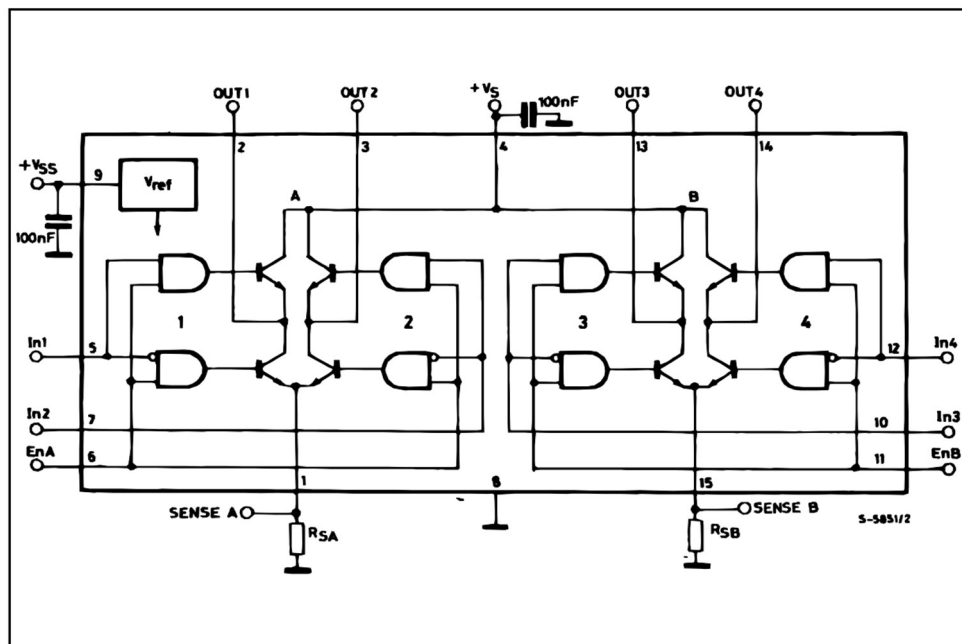 OUT1 OUT2 +VS 100nF OUT3 OUT4
2 3 4 13 14
+VSS 9 Vref A B
100nF
1 2 3 4
In1 5 12 In4
In2 7 10 In3
EnA 6 11 EnB
1 8 15
SENSE A SENSE B S-5851/2
RSA RSB